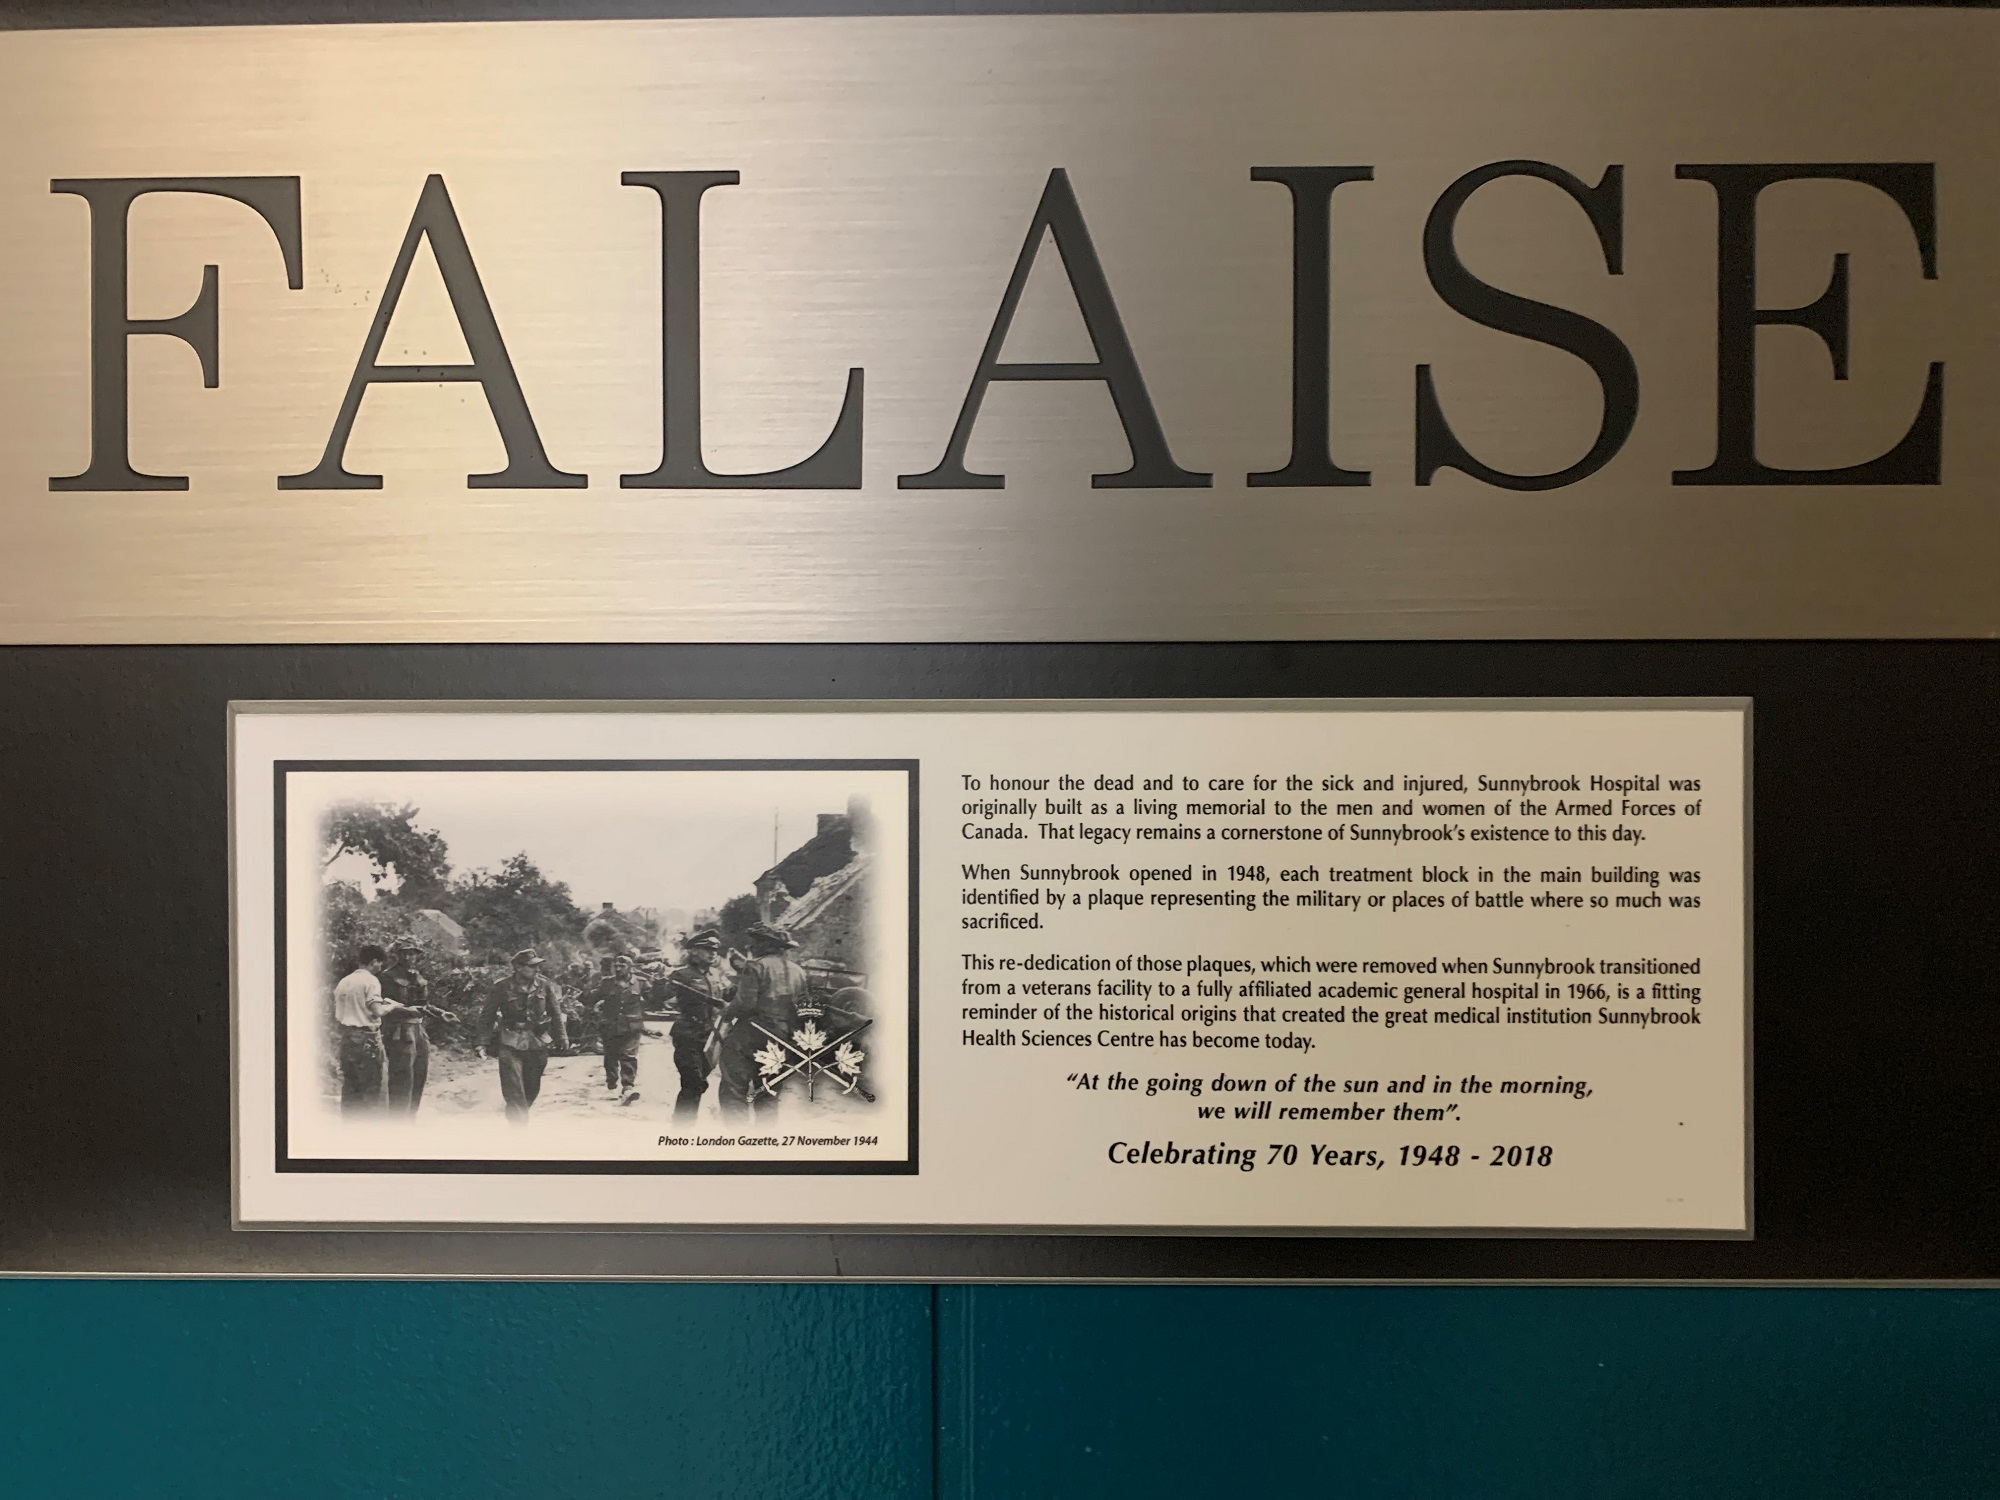 FALAISE
Photo : London Gazette, 27 November 1944
To honour the dead and to care for the sick and injured, Sunnybrook Hospital was
originally built as a living memorial to the men and women of the Armed Forces of
Canada. That legacy remains a cornerstone of Sunnybrook's existence to this day.
When Sunnybrook opened in 1948, each treatment block in the main building was
identified by a plaque representing the military or places of battle where so much was
sacrificed.
This re-dedication of those plaques, which were removed when Sunnybrook transitioned
from a veterans facility to a fully affiliated academic general hospital in 1966, is a fitting
reminder of the historical origins that created the great medical institution Sunnybrook
Health Sciences Centre has become today.
"At the going down of the sun and in the morning,
we will remember them".
Celebrating 70 Years, 1948 - 2018